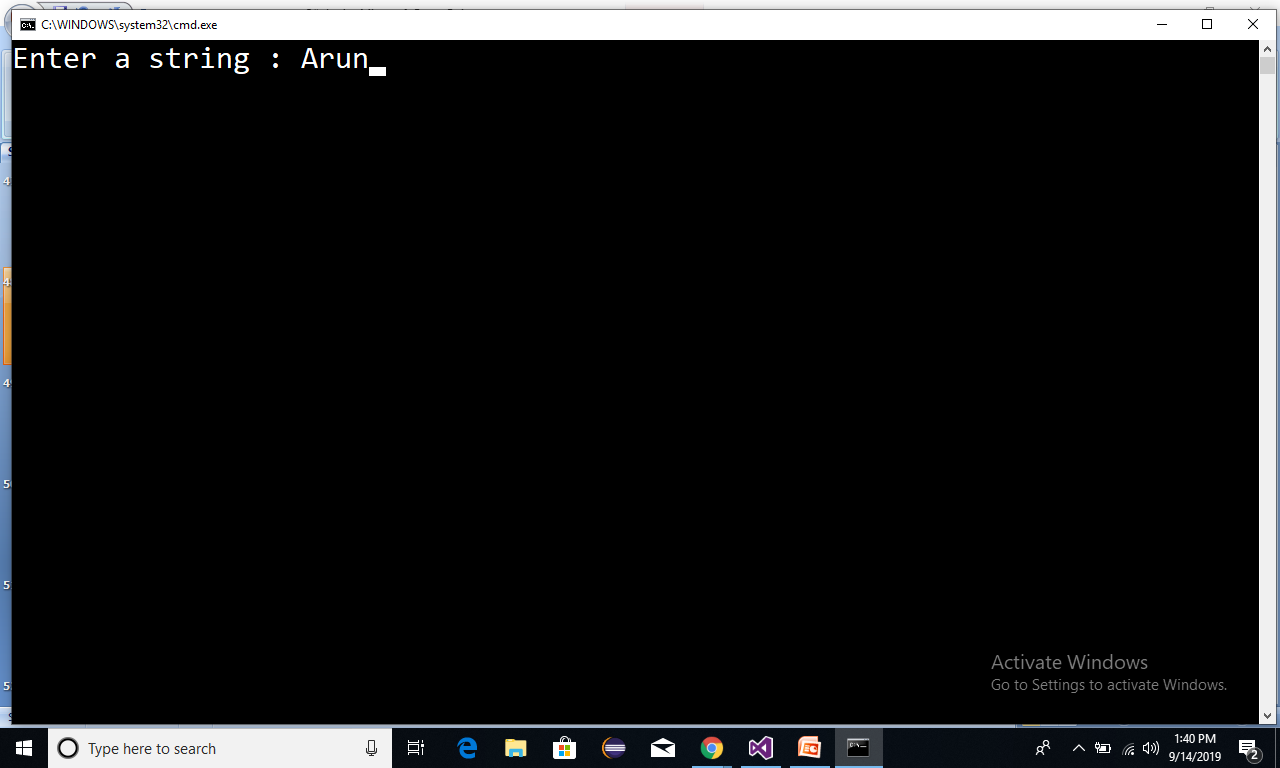 C:\WINDOWS\system32\cmd.exe
Enter a string : Arun
Activate Windows
Go to Settings to activate Windows.
Type here to search
1:40 PM
9/14/2019
2